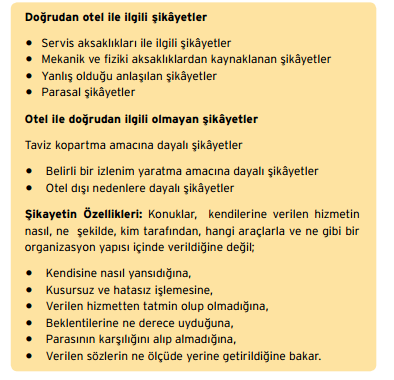 Doğrudan otel ile ilgili şikâyetler
● Servis aksaklıkları ile ilgili şikâyetler
● Mekanik ve fiziki aksaklıklardan kaynaklanan şikâyetler
● Yanlış olduğu anlaşılan şikâyetler
● Parasal şikâyetler
Otel ile doğrudan ilgili olmayan şikâyetler
Taviz kopartma amacına dayalı şikâyetler
● Belirli bir izlenim yaratma amacına dayalı şikâyetler
● Otel dışı nedenlere dayalı şikâyetler
Şikayetin Özellikleri: Konuklar, kendilerine verilen hizmetin
nasıl, ne şekilde, kim tarafından, hangi araçlarla ve ne gibi bir
organizasyon yapısı içinde verildiğine değil;
● Kendisine nasıl yansıdığına,
● Kusursuz ve hatasız işlemesine,
● Verilen hizmetten tatmin olup olmadığına,
● Beklentilerine ne derece uyduğuna,
● Parasının karşılığını alıp almadığına,
● Verilen sözlerin ne ölçüde yerine getirildiğine bakar.